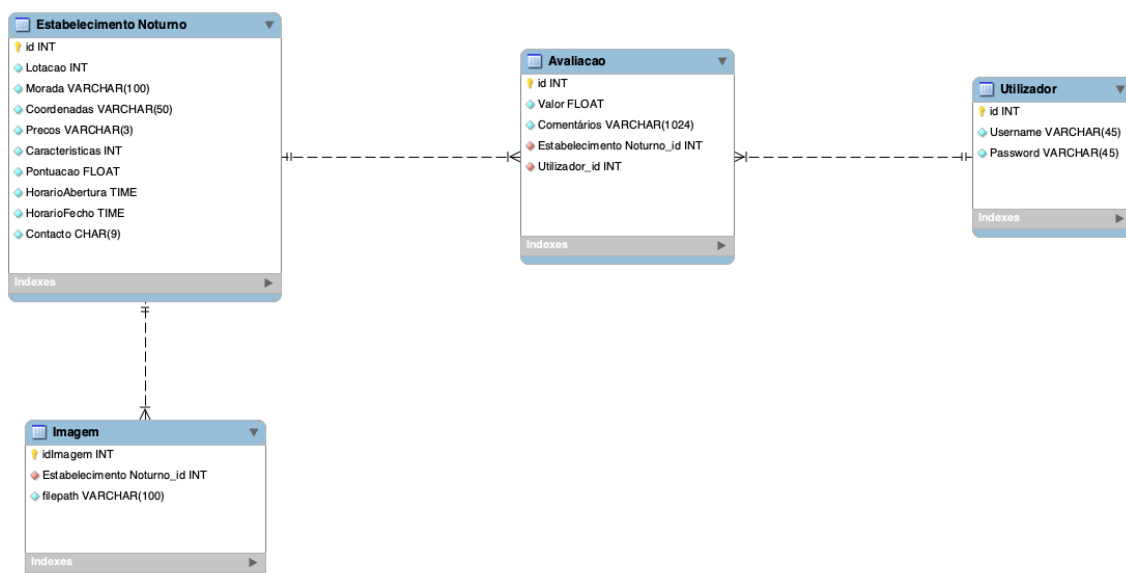 Estabelecimento Noturno
id INT
Lotacao INT
Morada VARCHAR(100)
Coordenadas VARCHAR(50)
Precos VARCHAR(3)
Caracteristicas INT
Pontuacao FLOAT
HorarioAbertura TIME
HorarioFecho TIME
Contacto CHAR(9)
Indexes
Avaliacao
id INT
Valor FLOAT
Comentários VARCHAR(1024)
Estabelecimento Noturno_id INT
Utilizador_id INT
Indexes
Utilizador
id INT
Username VARCHAR(45)
Password VARCHAR(45)
Indexes
Imagem
idImagem INT
Estabelecimento Noturno_id INT
filepath VARCHAR(100)
Indexes